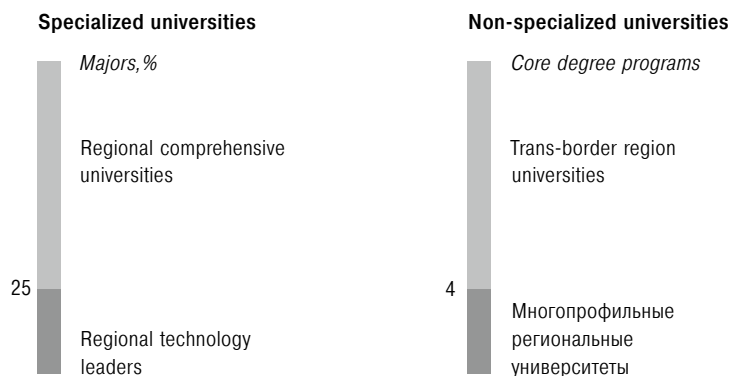 Specialized universities
Majors,%
Regional comprehensive
universities
25
Regional technology
leaders
Non-specialized universities
Core degree programs
Trans-border region
universities
4
Многопрофильные
региональные
университеты